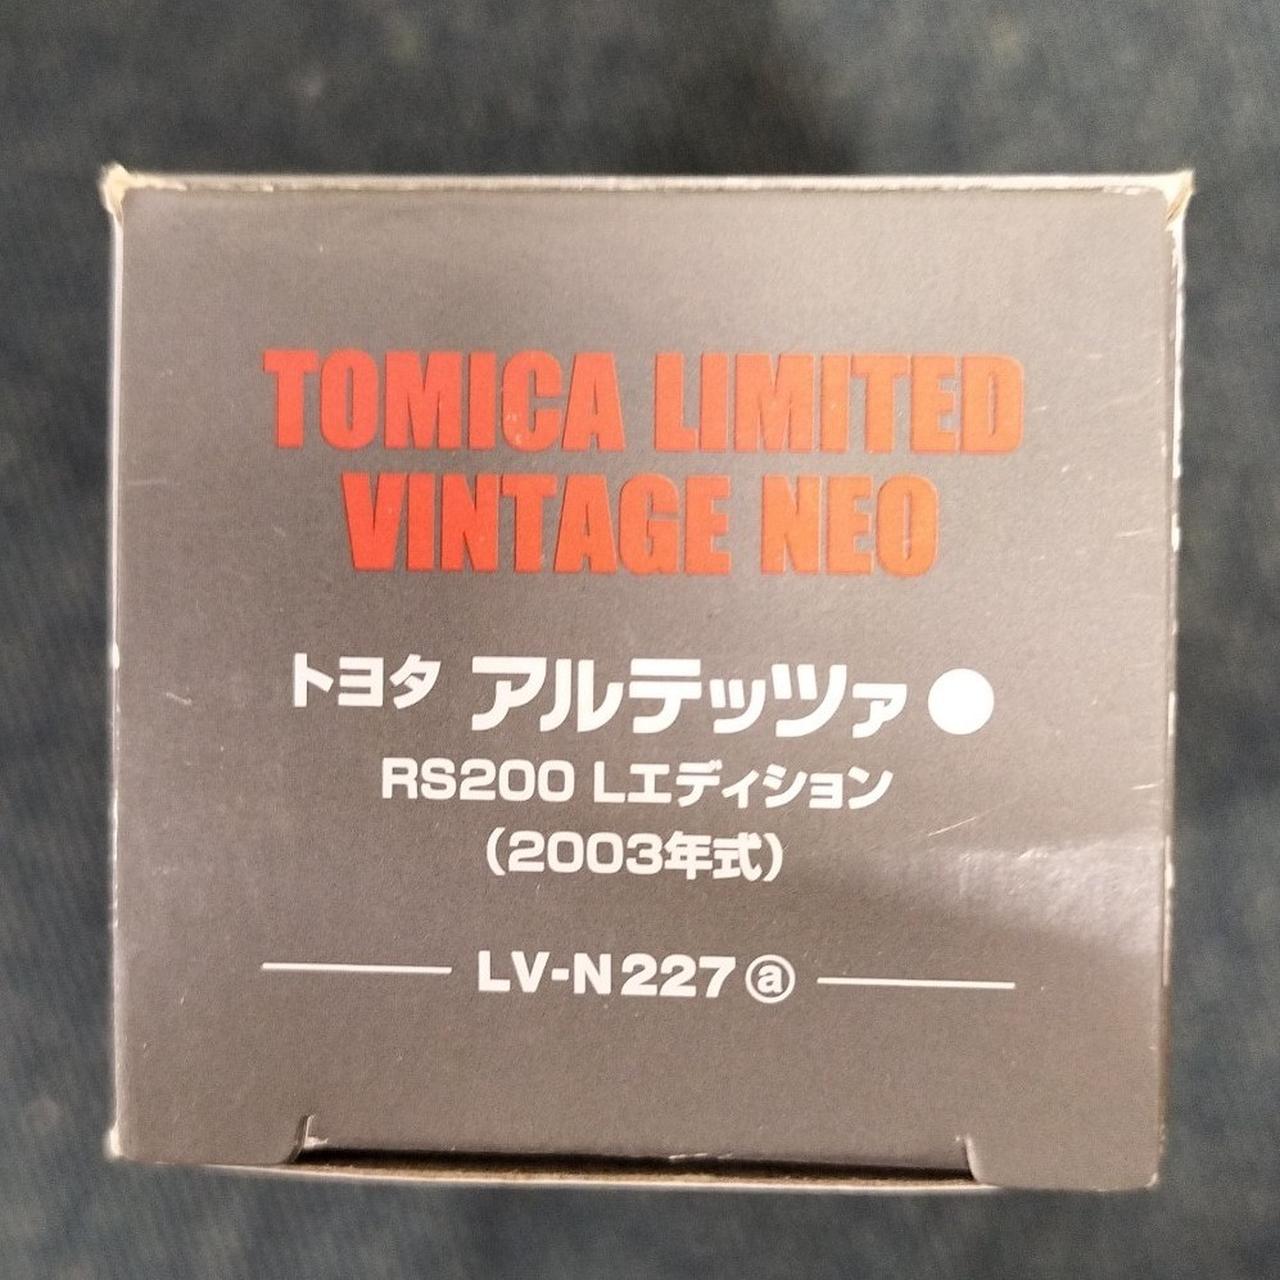 TOMICA LIMITED
VINTAGE NEO
トヨタ アルテッツァ
RS200 Lエディション
(2003年式)
LV-N227ⓐ